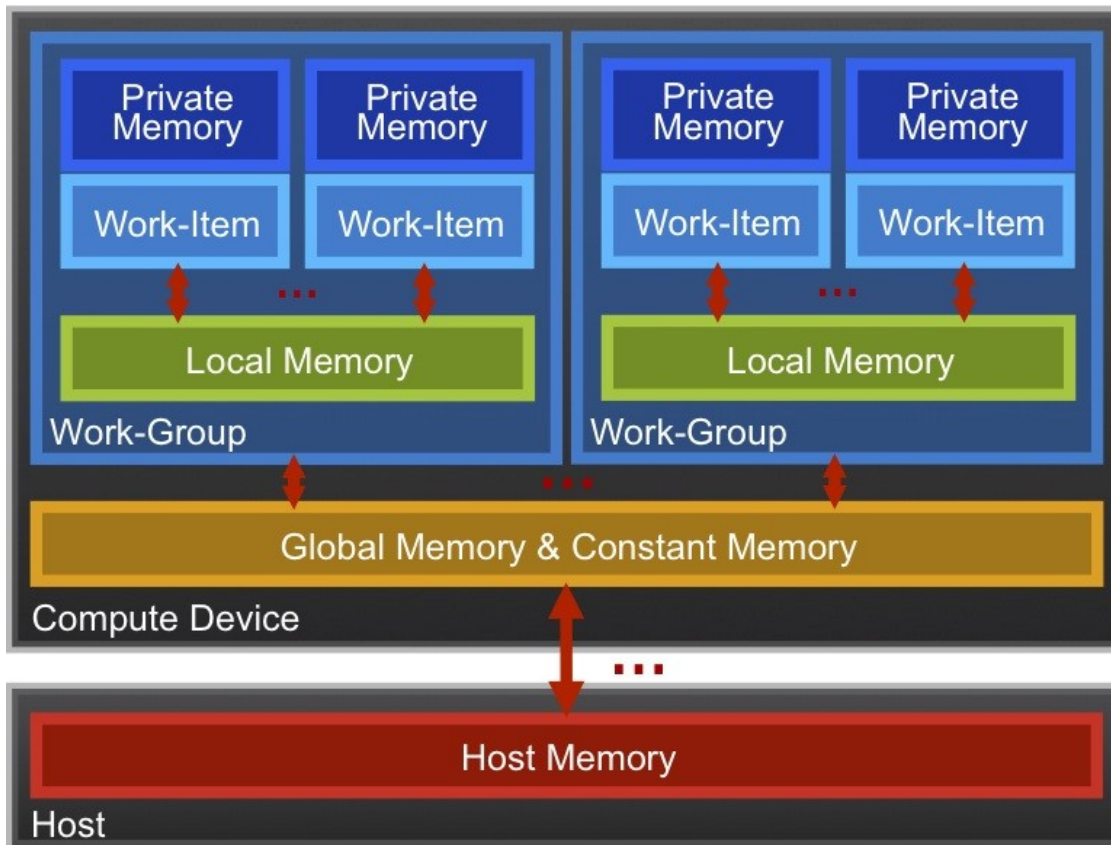 Private Memory
Private Memory
Private Memory
Private Memory
Work-Item
Work-Item
Work-Item
Work-Item
...
...
Local Memory
Local Memory
Work-Group
Work-Group
...
Global Memory & Constant Memory
Compute Device
...
Host Memory
Host